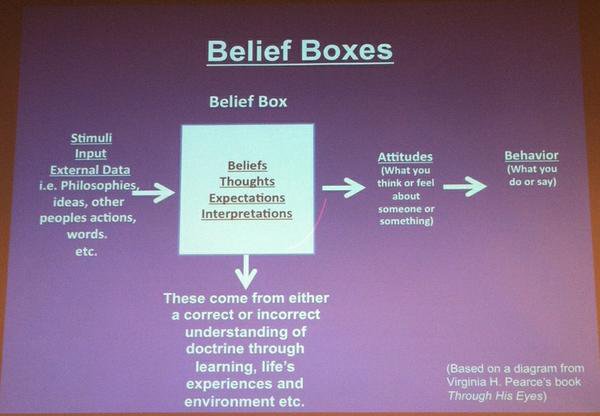 Belief Boxes
Belief Box
Stimuli
Input
External Data
i.e. Philosophies,
ideas, other
peoples actions,
words.
etc.
Beliefs
Thoughts
Expectations
Interpretations
Attitudes
(What you
think or feel
about
someone or
something)
Behavior
(What you
do or say)
These come from either
a correct or incorrect
understanding of
doctrine through
learning, life's
experiences and
environment etc.
(Based on a diagram from
Virginia H. Pearce's book
Through His Eyes)